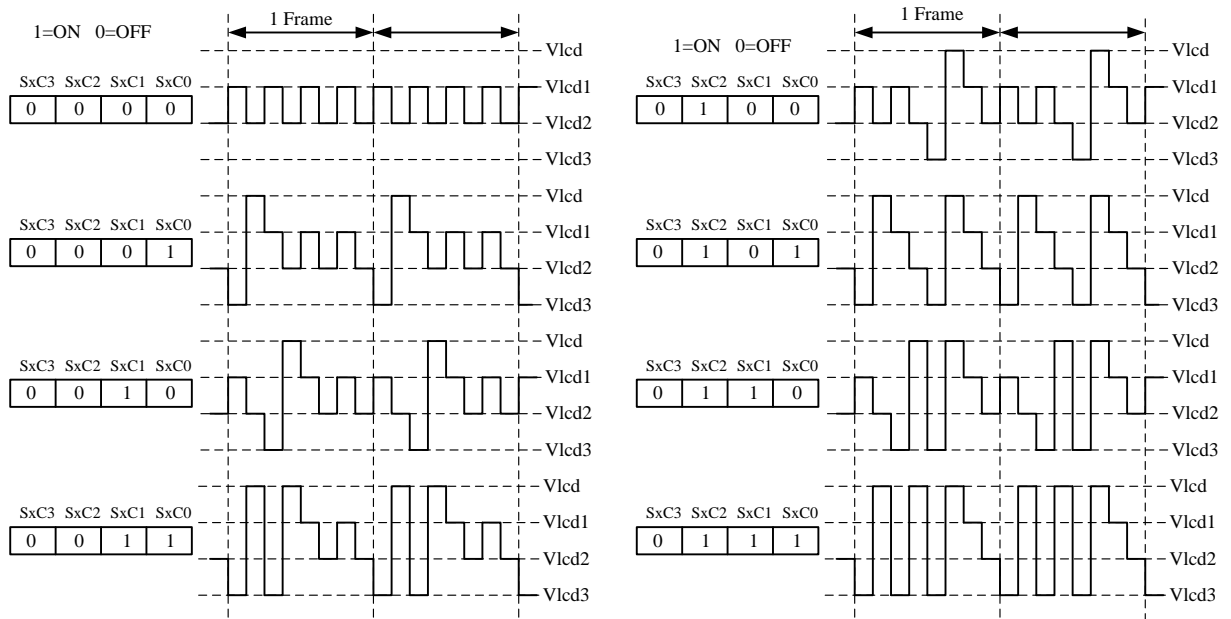 1 Frame
1=ON 0=OFF
Vlcd
SxC3 SxC2 SxC1 SxC0
Vlcd1
0 0 0 0
Vlcd2
Vlcd3
Vlcd
SxC3 SxC2 SxC1 SxC0
Vlcd1
0 0 0 1
Vlcd2
Vlcd3
Vlcd
SxC3 SxC2 SxC1 SxC0
Vlcd1
0 0 1 0
Vlcd2
Vlcd3
Vlcd
SxC3 SxC2 SxC1 SxC0
Vlcd1
0 0 1 1
Vlcd2
Vlcd3
1 Frame
1=ON 0=OFF
Vlcd
SxC3 SxC2 SxC1 SxC0
Vlcd1
0 1 0 0
Vlcd2
Vlcd3
Vlcd
SxC3 SxC2 SxC1 SxC0
Vlcd1
0 1 0 1
Vlcd2
Vlcd3
Vlcd
SxC3 SxC2 SxC1 SxC0
Vlcd1
0 1 1 0
Vlcd2
Vlcd3
Vlcd
SxC3 SxC2 SxC1 SxC0
Vlcd1
0 1 1 1
Vlcd2
Vlcd3